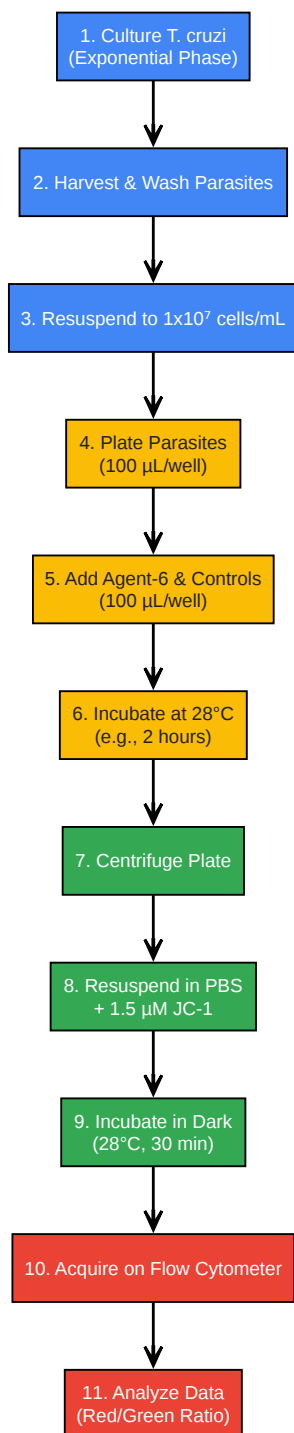 1. Culture T. cruzi
(Exponential Phase)
2. Harvest & Wash Parasites
3. Resuspend to 1x10⁷ cells/mL
4. Plate Parasites
(100 µL/well)
5. Add Agent-6 & Controls
(100 µL/well)
6. Incubate at 28°C
(e.g., 2 hours)
7. Centrifuge Plate
8. Resuspend in PBS
+ 1.5 µM JC-1
9. Incubate in Dark
(28°C, 30 min)
10. Acquire on Flow Cytometer
11. Analyze Data
(Red/Green Ratio)